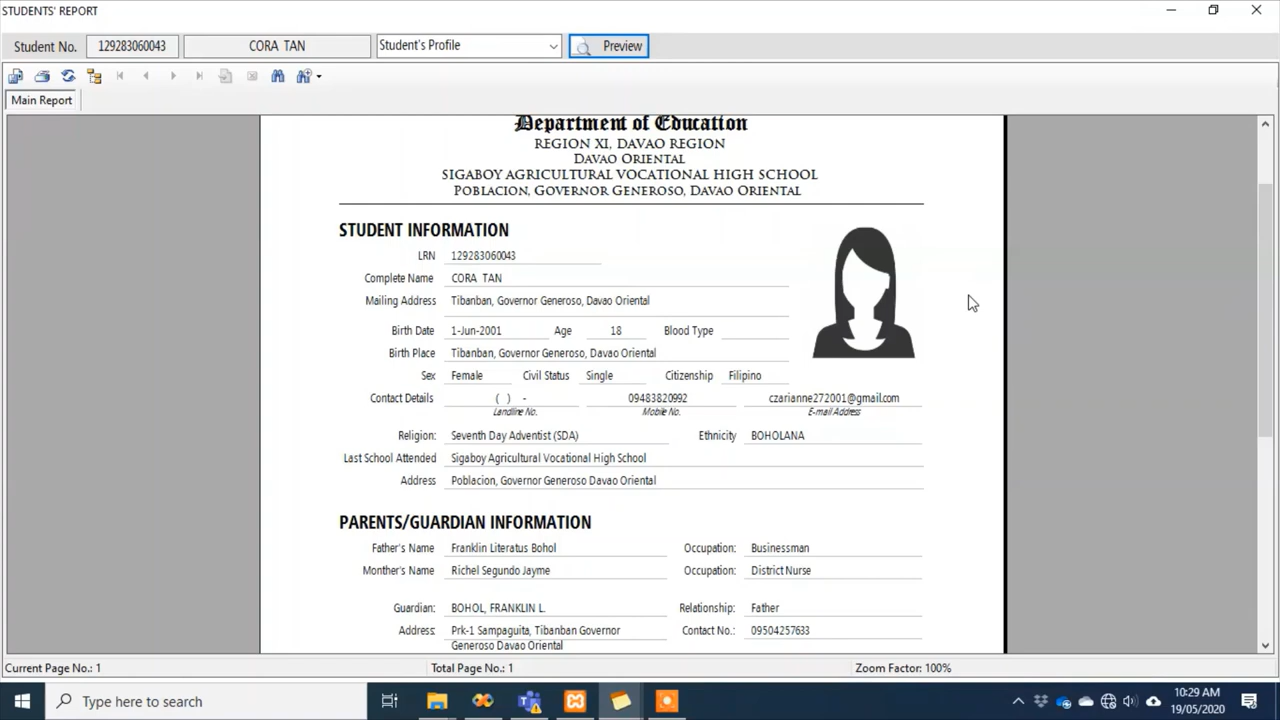 STUDENTS' REPORT
Student No. 129283060043 CORA TAN Student's Profile Preview
Main Report
Department of Education
REGION XI, DAVAO REGION
DAVAO ORIENTAL
SIGABOY AGRICULTURAL VOCATIONAL HIGH SCHOOL
POBLACION, GOVERNOR GENEROSO, DAVAO ORIENTAL
STUDENT INFORMATION
LRN 129283060043
Complete Name CORA TAN
Mailing Address Tibanban, Governor Generoso, Davao Oriental
Birth Date 1-Jun-2001 Age 18 Blood Type
Birth Place Tibanban, Governor Generoso, Davao Oriental
Sex Female Civil Status Single Citizenship Filipino
Contact Details ( ) - 09483820992 czarianne272001@gmail.com
Landline No. Mobile No. E-mail Address
Religion: Seventh Day Adventist (SDA) Ethnicity BOHOLANA
Last School Attended Sigaboy Agricultural Vocational High School
Address Poblacion, Governor Generoso Davao Oriental
PARENTS/GUARDIAN INFORMATION
Father's Name Franklin Literatus Bohol Occupation: Businessman
Monther's Name Richel Segundo Jayme Occupation: District Nurse
Guardian: BOHOL, FRANKLIN L. Relationship: Father
Address: Prk-1 Sampaguita, Tibanban Governor Contact No.: 09504257633
Generoso Davao Oriental
Current Page No.: 1 Total Page No.: 1 Zoom Factor: 100%
Type here to search 10:29 AM
19/05/2020